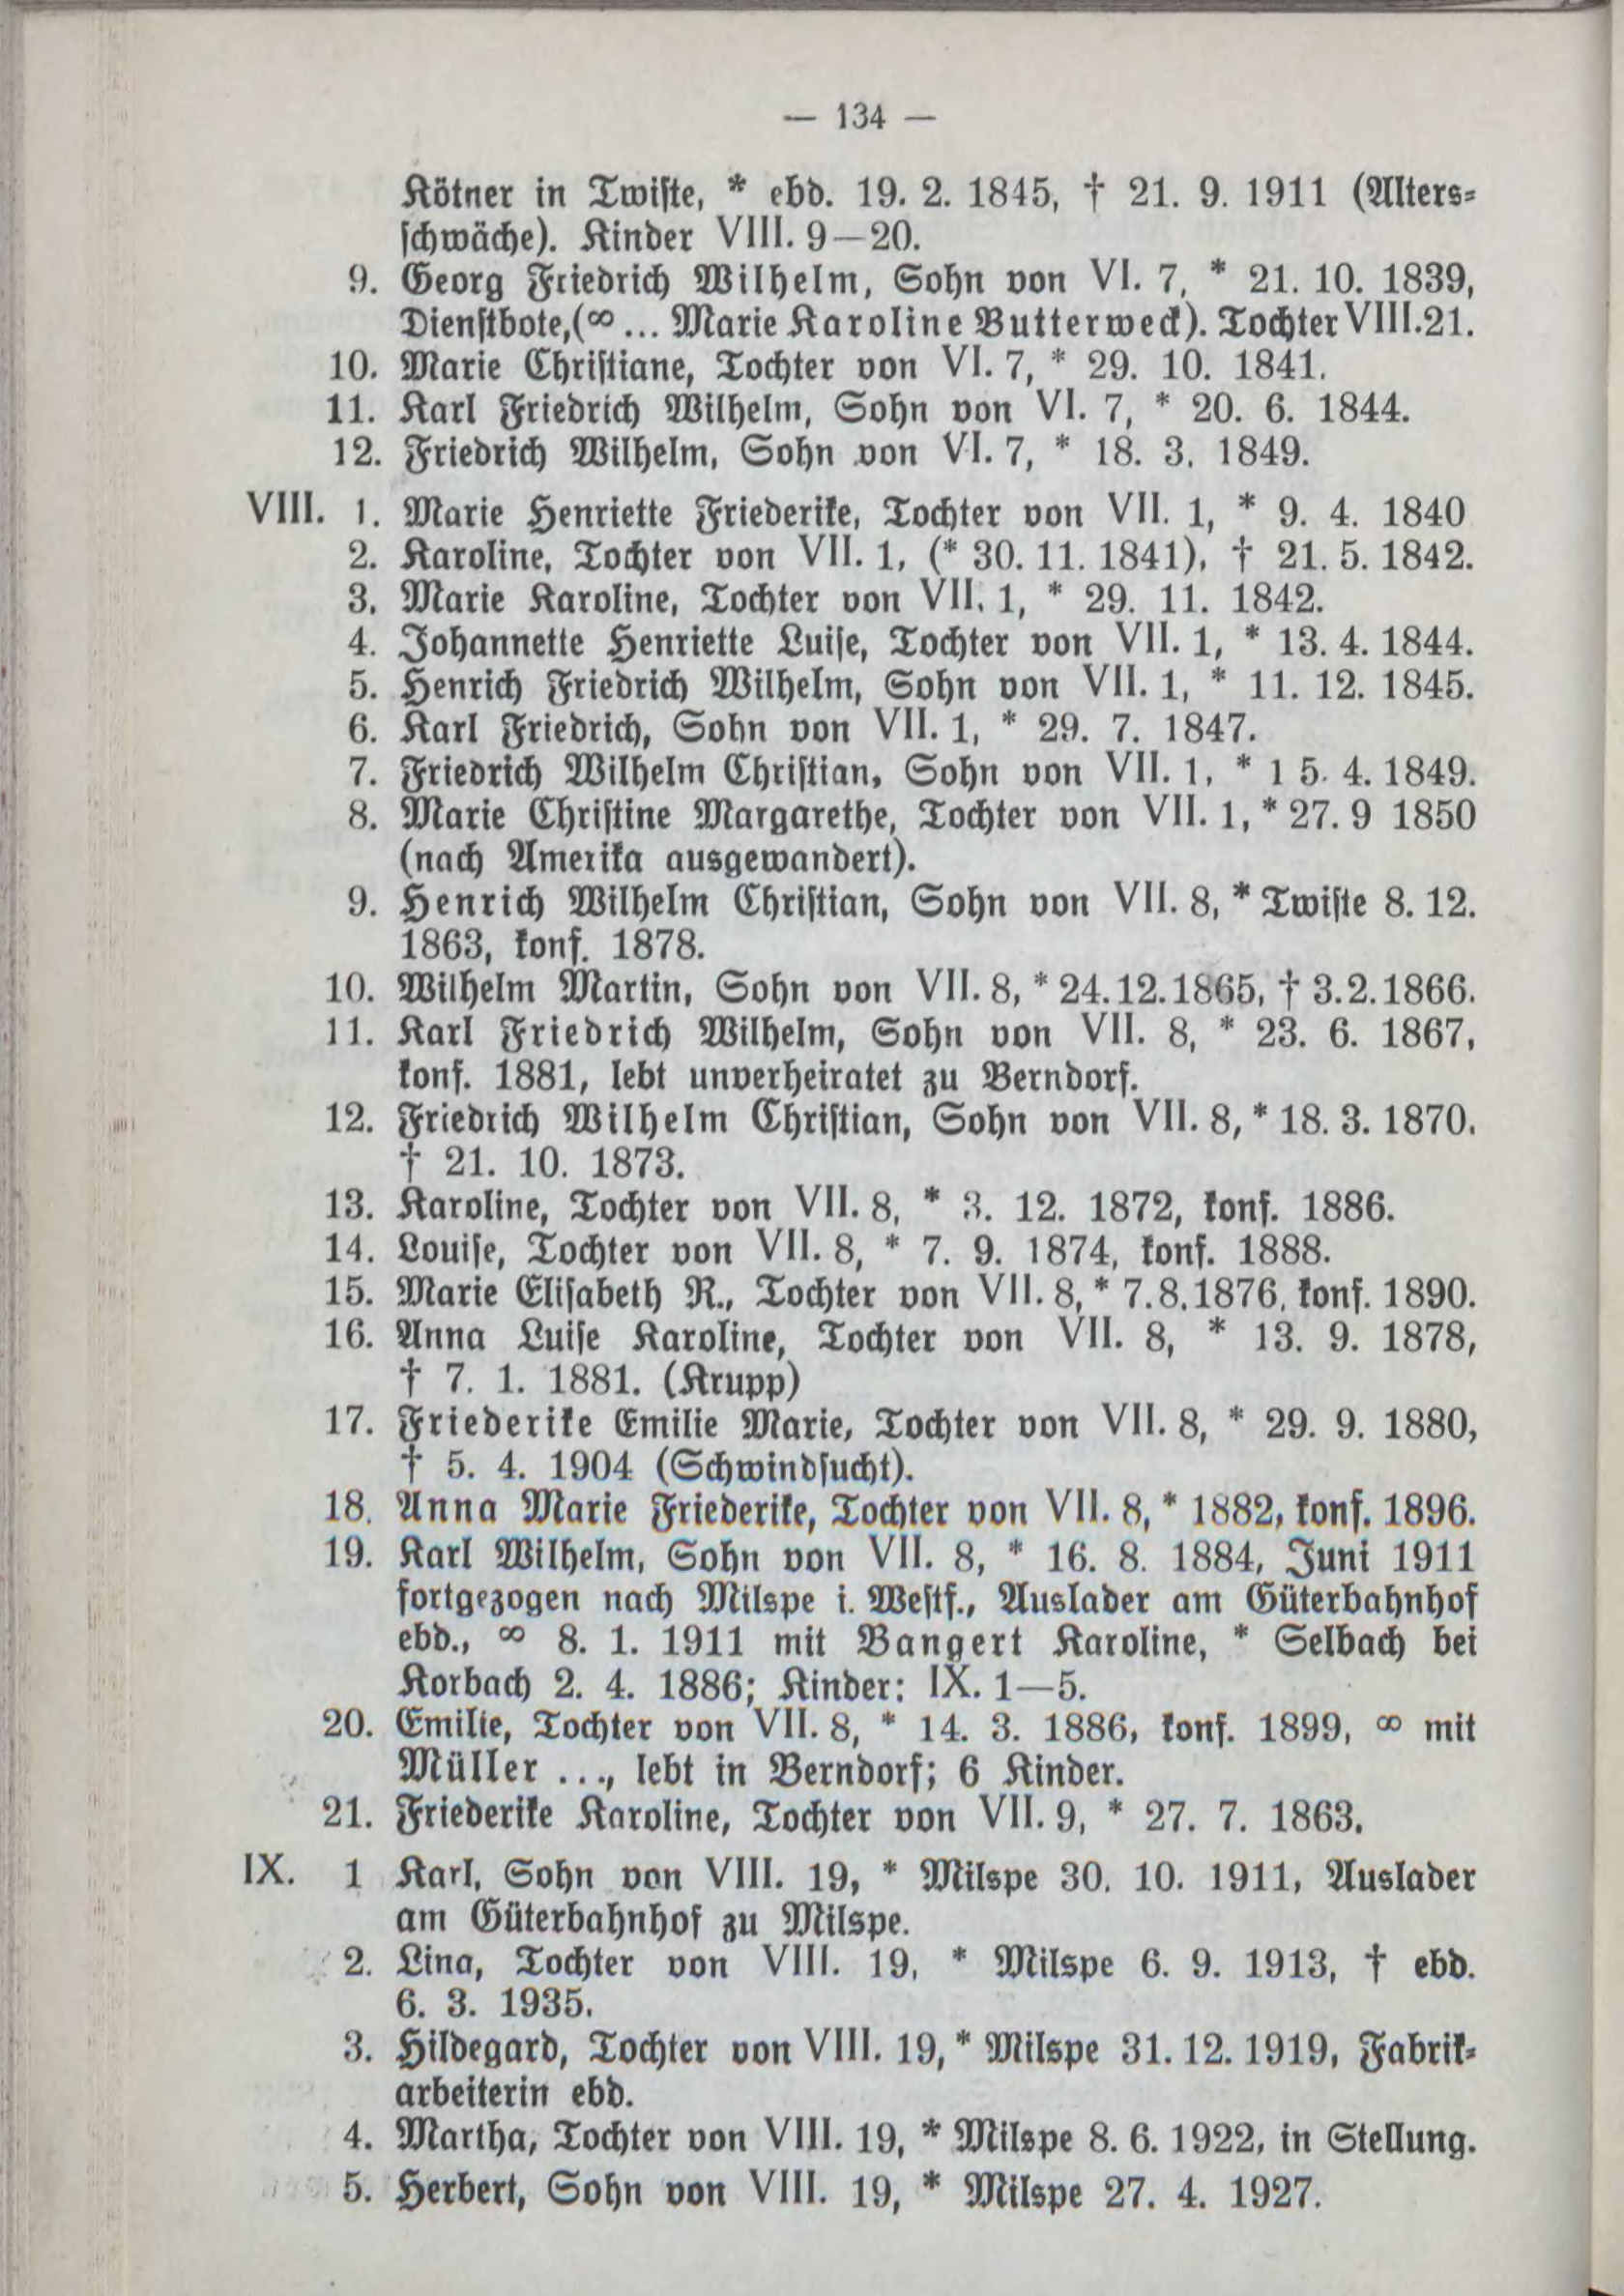 — 134 —
Kötner in Twiste, * ebd. 19. 2. 1845, † 21. 9. 1911 (Alters-
schwäche). Kinder VIII. 9—20.
9. Georg Friedrich Wilhelm, Sohn von VI. 7, * 21. 10. 1839,
Dienstbote,(∞ ... Marie Karoline Butterweck). Tochter VIII.21.
10. Marie Christiane, Tochter von VI. 7, * 29. 10. 1841.
11. Karl Friedrich Wilhelm, Sohn von VI. 7, * 20. 6. 1844.
12. Friedrich Wilhelm, Sohn von VI. 7, * 18. 3. 1849.
VIII. 1. Marie Henriette Friederike, Tochter von VII. 1, * 9. 4. 1840
2. Karoline, Tochter von VII. 1, (* 30. 11. 1841), † 21. 5. 1842.
3. Marie Karoline, Tochter von VII. 1, * 29. 11. 1842.
4. Johannette Henriette Luise, Tochter von VII. 1, * 13. 4. 1844.
5. Henrich Friedrich Wilhelm, Sohn von VII. 1, * 11. 12. 1845.
6. Karl Friedrich, Sohn von VII. 1, * 29. 7. 1847.
7. Friedrich Wilhelm Christian, Sohn von VII. 1, * 1 5. 4. 1849.
8. Marie Christine Margarethe, Tochter von VII. 1, * 27. 9 1850
(nach Amerika ausgewandert).
9. Henrich Wilhelm Christian, Sohn von VII. 8, * Twiste 8. 12.
1863, konf. 1878.
10. Wilhelm Martin, Sohn von VII. 8, * 24.12.1865, † 3.2.1866.
11. Karl Friedrich Wilhelm, Sohn von VII. 8, * 23. 6. 1867,
konf. 1881, lebt unverheiratet zu Berndorf.
12. Friedrich Wilhelm Christian, Sohn von VII. 8, * 18. 3. 1870.
† 21. 10. 1873.
13. Karoline, Tochter von VII. 8, * 3. 12. 1872, konf. 1886.
14. Louise, Tochter von VII. 8, * 7. 9. 1874, konf. 1888.
15. Marie Elisabeth R., Tochter von VII. 8, * 7.8.1876, konf. 1890.
16. Anna Luise Karoline, Tochter von VII. 8, * 13. 9. 1878,
† 7. 1. 1881. (Krupp)
17. Friederike Emilie Marie, Tochter von VII. 8, * 29. 9. 1880,
† 5. 4. 1904 (Schwindsucht).
18. Anna Marie Friederike, Tochter von VII. 8, * 1882, konf. 1896.
19. Karl Wilhelm, Sohn von VII. 8, * 16. 8. 1884, Juni 1911
fortgezogen nach Milspe i. Westf., Auslader am Güterbahnhof
ebd., ∞ 8. 1. 1911 mit Bangert Karoline, * Selbach bei
Korbach 2. 4. 1886; Kinder: IX. 1—5.
20. Emilie, Tochter von VII. 8, * 14. 3. 1886, konf. 1899, ∞ mit
Müller ..., lebt in Berndorf; 6 Kinder.
21. Friederike Karoline, Tochter von VII. 9, * 27. 7. 1863.
IX. 1 Karl, Sohn von VIII. 19, * Milspe 30. 10. 1911, Auslader
am Güterbahnhof zu Milspe.
2. Lina, Tochter von VIII. 19, * Milspe 6. 9. 1913, † ebd.
6. 3. 1935.
3. Hildegard, Tochter von VIII. 19, * Milspe 31. 12. 1919, Fabrik-
arbeiterin ebd.
4. Martha, Tochter von VIII. 19, * Milspe 8. 6. 1922, in Stellung.
5. Herbert, Sohn von VIII. 19, * Milspe 27. 4. 1927.